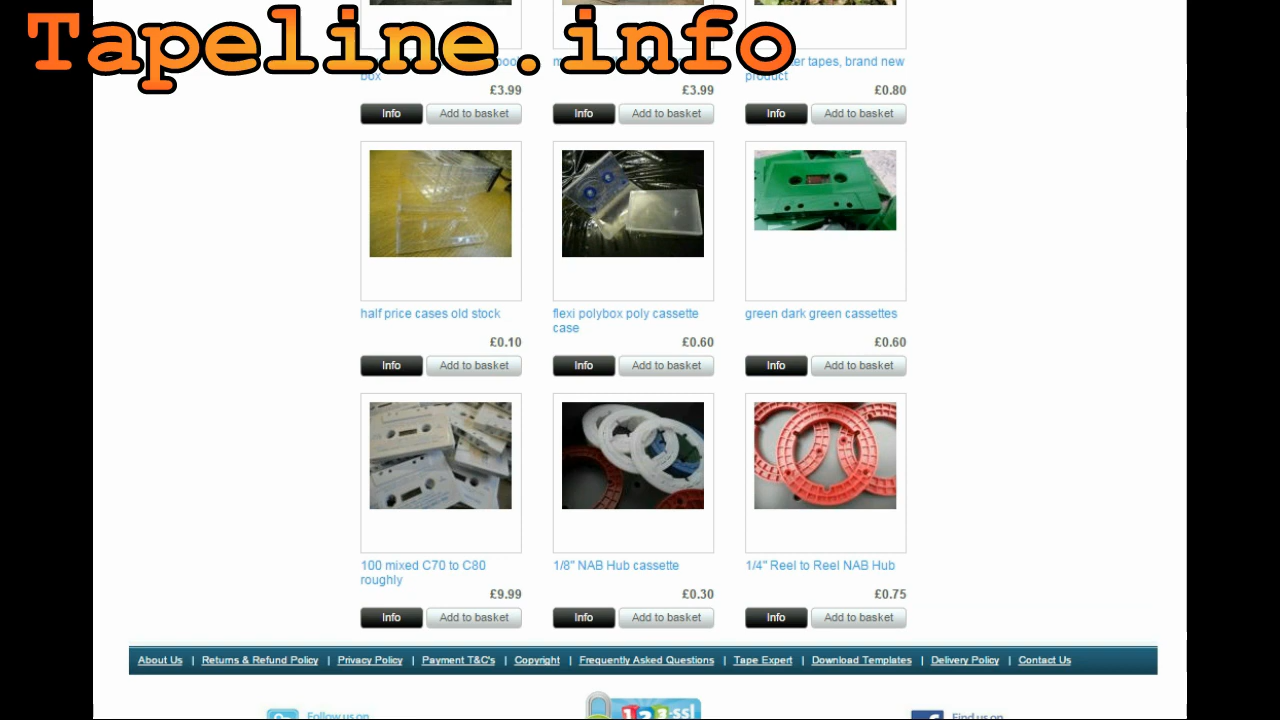 Tapeline.info
box
tapes, brand new
product
£3.99
£3.99
£0.80
Info
Add to basket
Info
Add to basket
Info
Add to basket
half price cases old stock
flexi polybox poly cassette
case
green dark green cassettes
£0.10
£0.60
£0.60
Info
Add to basket
Info
Add to basket
Info
Add to basket
100 mixed C70 to C80
roughly
1/8" NAB Hub cassette
1/4" Reel to Reel NAB Hub
£9.99
£0.30
£0.75
Info
Add to basket
Info
Add to basket
Info
Add to basket
About Us | Returns & Refund Policy | Privacy Policy | Payment T&C's | Copyright | Frequently Asked Questions | Tape Expert | Download Templates | Delivery Policy | Contact Us
Follow us on
123-ssl
Find us on